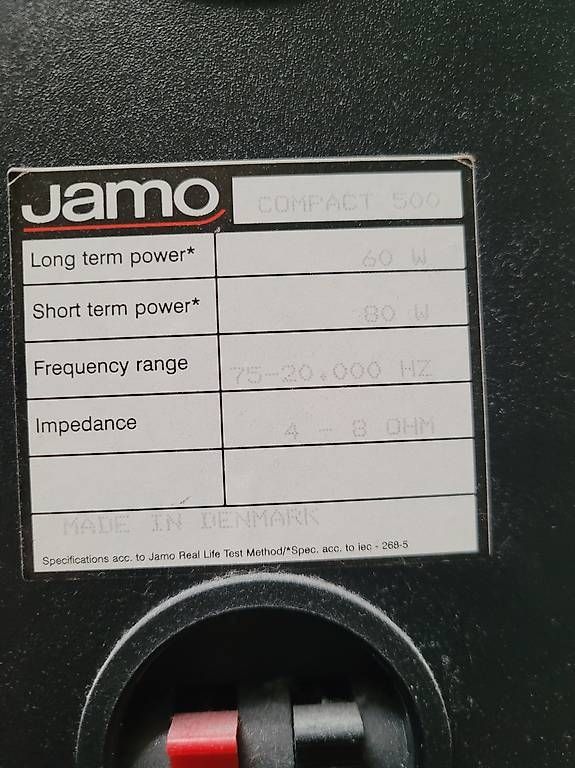 Jamo COMPACT 500
Long term power* 60 W
Short term power* 80 W
Frequency range 75-20.000 HZ
Impedance 4 - 8 OHM
MADE IN DENMARK
Specifications acc. to Jamo Real Life Test Method/*Spec. acc. to iec - 268-5